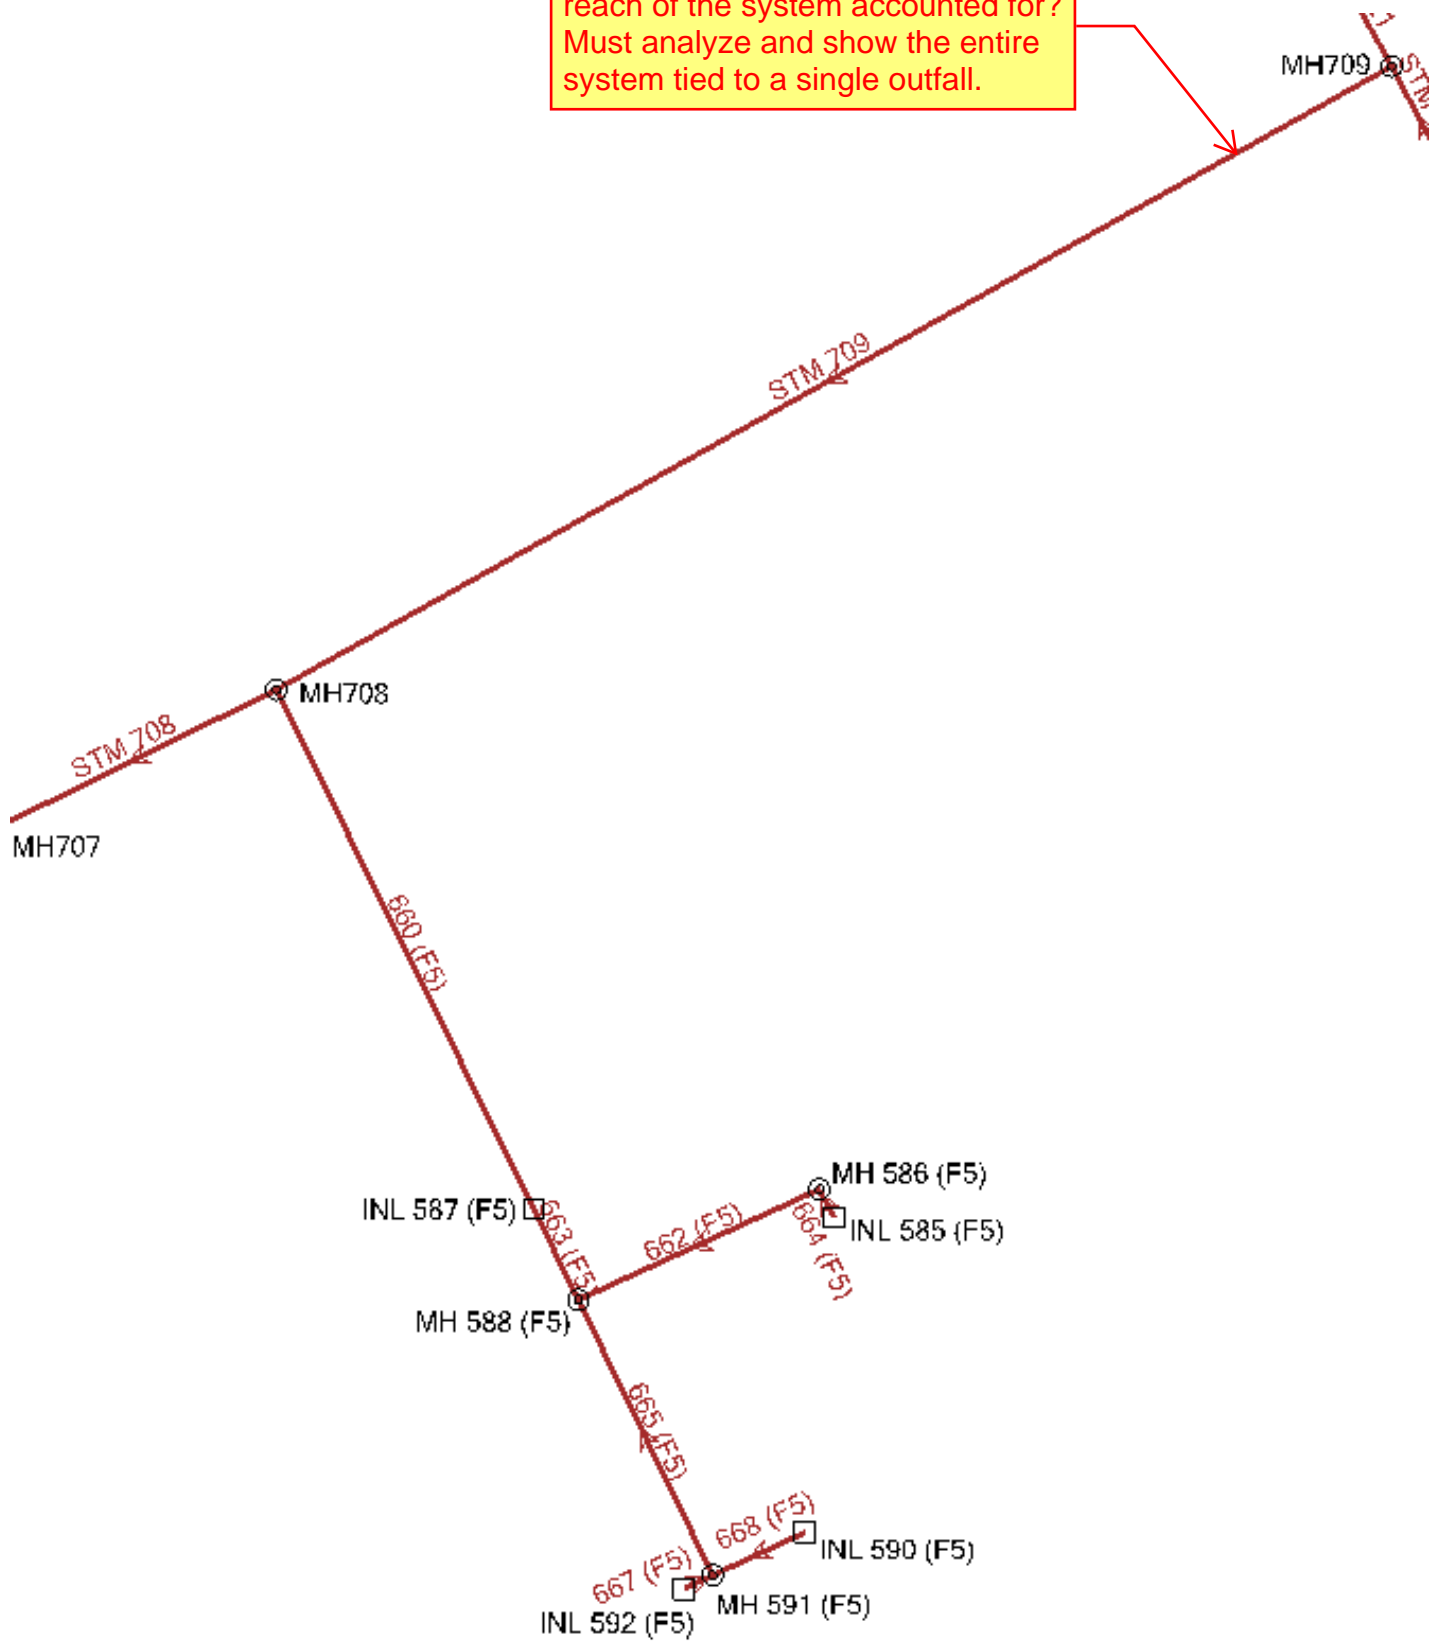 reach of the system accounted for?
Must analyze and show the entire
system tied to a single outfall.
MH709
STM
STM 709
MH708
STM 708
MH707
660 (F5)
MH 586 (F5)
INL 587 (F5)
663 (F5)
662 (F5)
664 (F5)
INL 585 (F5)
MH 588 (F5)
665 (F5)
668 (F5)
INL 590 (F5)
667 (F5)
MH 591 (F5)
INL 592 (F5)